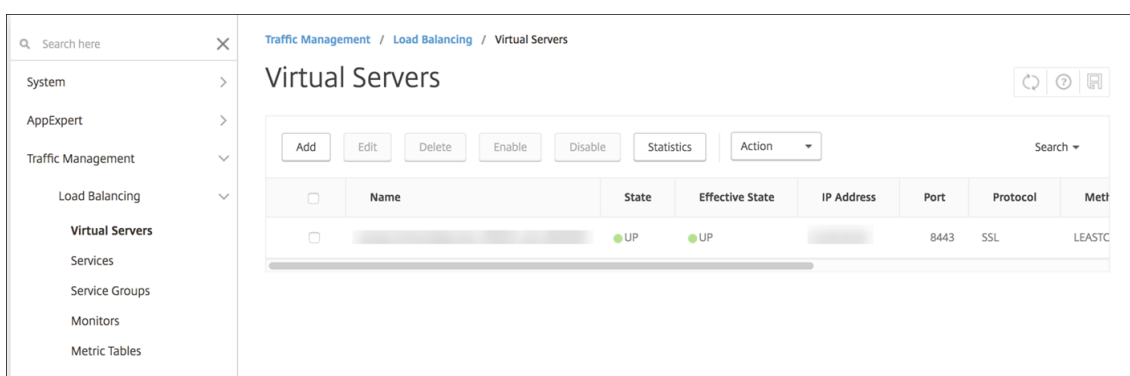 Search here
System
AppExpert
Traffic Management
Load Balancing
Virtual Servers
Services
Service Groups
Monitors
Metric Tables
Traffic Management / Load Balancing / Virtual Servers
Virtual Servers
Add Edit Delete Enable Disable Statistics Action Search
Name State Effective State IP Address Port Protocol Meth
UP UP 8443 SSL LEASTC